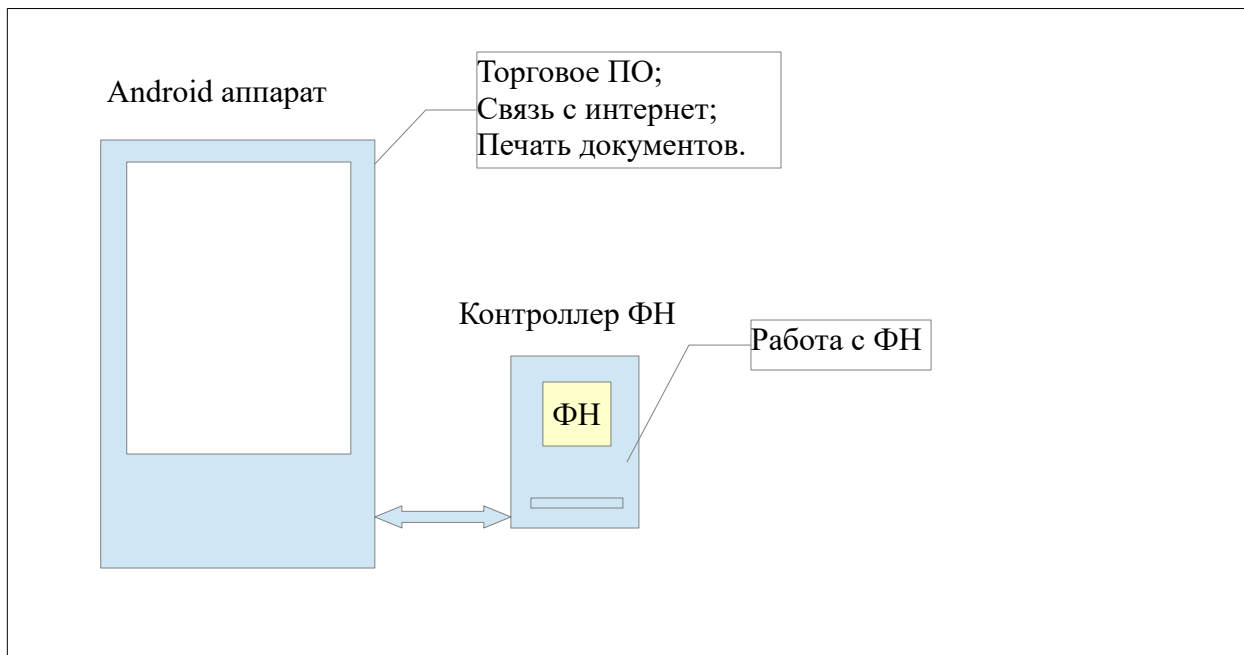 Android аппарат
Торговое ПО;
Связь с интернет;
Печать документов.
Контроллер ФН
Работа с ФН
ФН